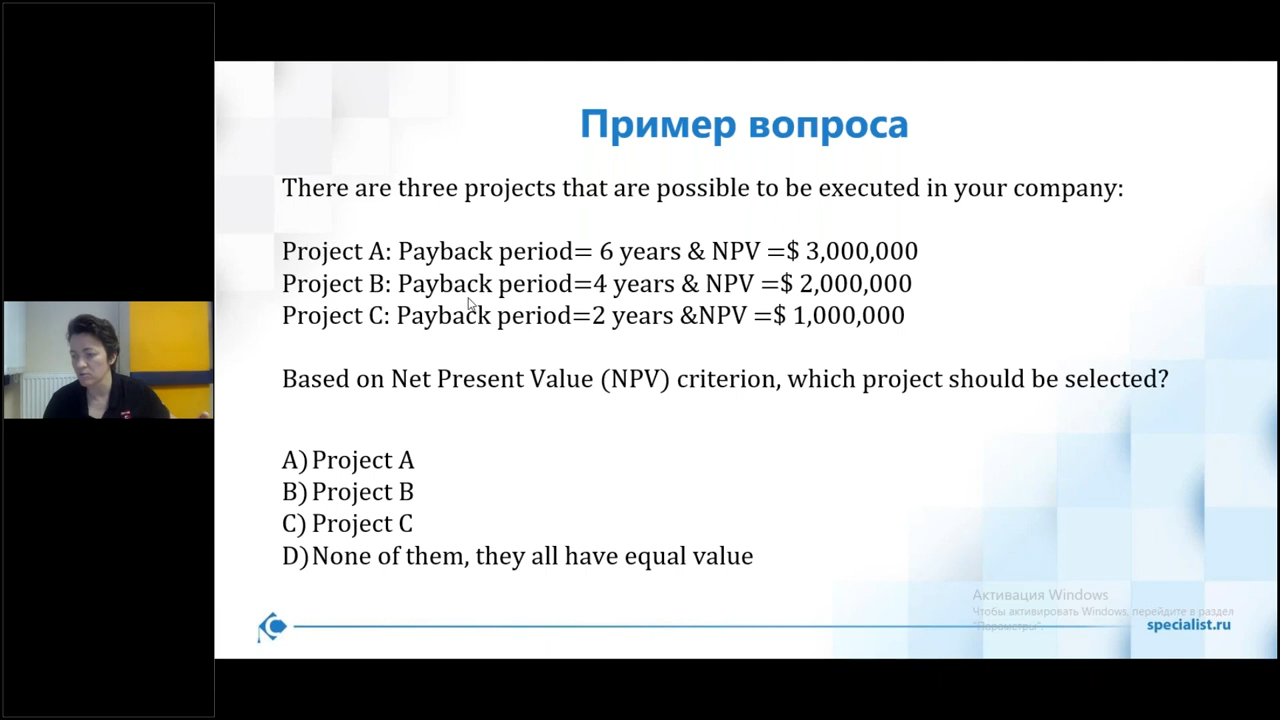 Пример вопроса
There are three projects that are possible to be executed in your company:
Project A: Payback period= 6 years & NPV =$ 3,000,000
Project B: Payback period=4 years & NPV =$ 2,000,000
Project C: Payback period=2 years &NPV =$ 1,000,000
Based on Net Present Value (NPV) criterion, which project should be selected?
A) Project A
B) Project B
C) Project C
D) None of them, they all have equal value
Активация Windows
Чтобы активировать Windows, перейдите в раздел
"Параметры".
specialist.ru